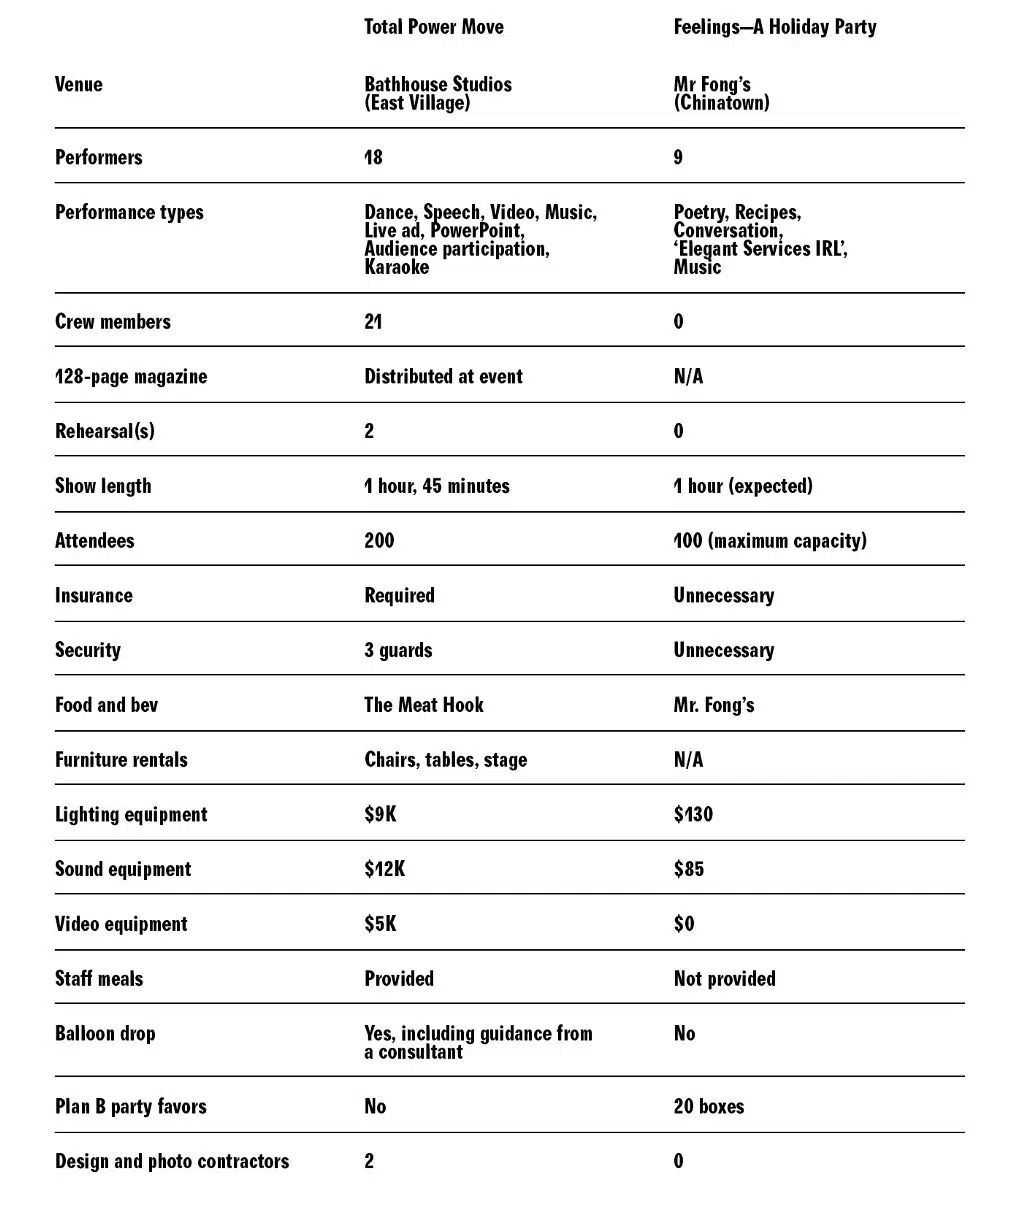 Total Power Move Feelings—A Holiday Party
Venue Bathhouse Studios Mr Fong’s
(East Village) (Chinatown)
Performers 18 9
Performance types Dance, Speech, Video, Music, Poetry, Recipes,
Live ad, PowerPoint, Conversation,
Audience participation, ‘Elegant Services IRL’,
Karaoke Music
Crew members 21 0
128-page magazine Distributed at event N/A
Rehearsal(s) 2 0
Show length 1 hour, 45 minutes 1 hour (expected)
Attendees 200 100 (maximum capacity)
Insurance Required Unnecessary
Security 3 guards Unnecessary
Food and bev The Meat Hook Mr. Fong’s
Furniture rentals Chairs, tables, stage N/A
Lighting equipment $9K $130
Sound equipment $12K $85
Video equipment $5K $0
Staff meals Provided Not provided
Balloon drop Yes, including guidance from No
a consultant
Plan B party favors No 20 boxes
Design and photo contractors 2 0